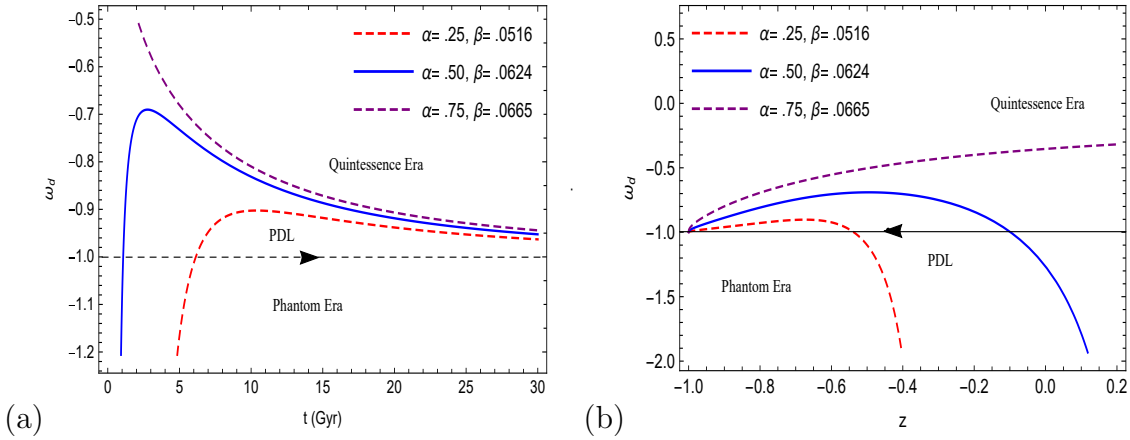 α= .25, β= .0516
α= .50, β= .0624
α= .75, β= .0665
Quintessence Era
PDL
Phantom Era
-0.5
-0.6
-0.7
-0.8
-0.9
-1.0
-1.1
-1.2
ω_d
0 5 10 15 20 25 30
t (Gyr)
(a)
α= .25, β= .0516
α= .50, β= .0624
α= .75, β= .0665
Quintessence Era
PDL
Phantom Era
0.5
0.0
-0.5
-1.0
-1.5
-2.0
ω_d
-1.0 -0.8 -0.6 -0.4 -0.2 0.0 0.2
z
(b)